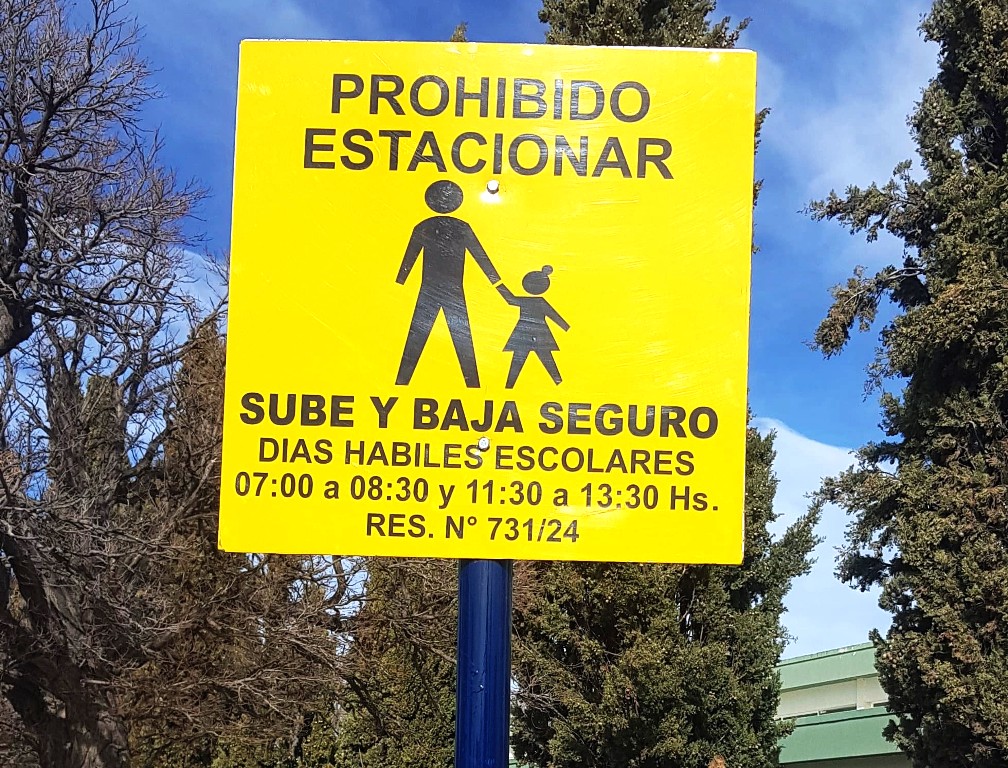 PROHIBIDO
ESTACIONAR
SUBE Y BAJA SEGURO
DIAS HABILES ESCOLARES
07:00 a 08:30 y 11:30 a 13:30 Hs.
RES. N° 731/24